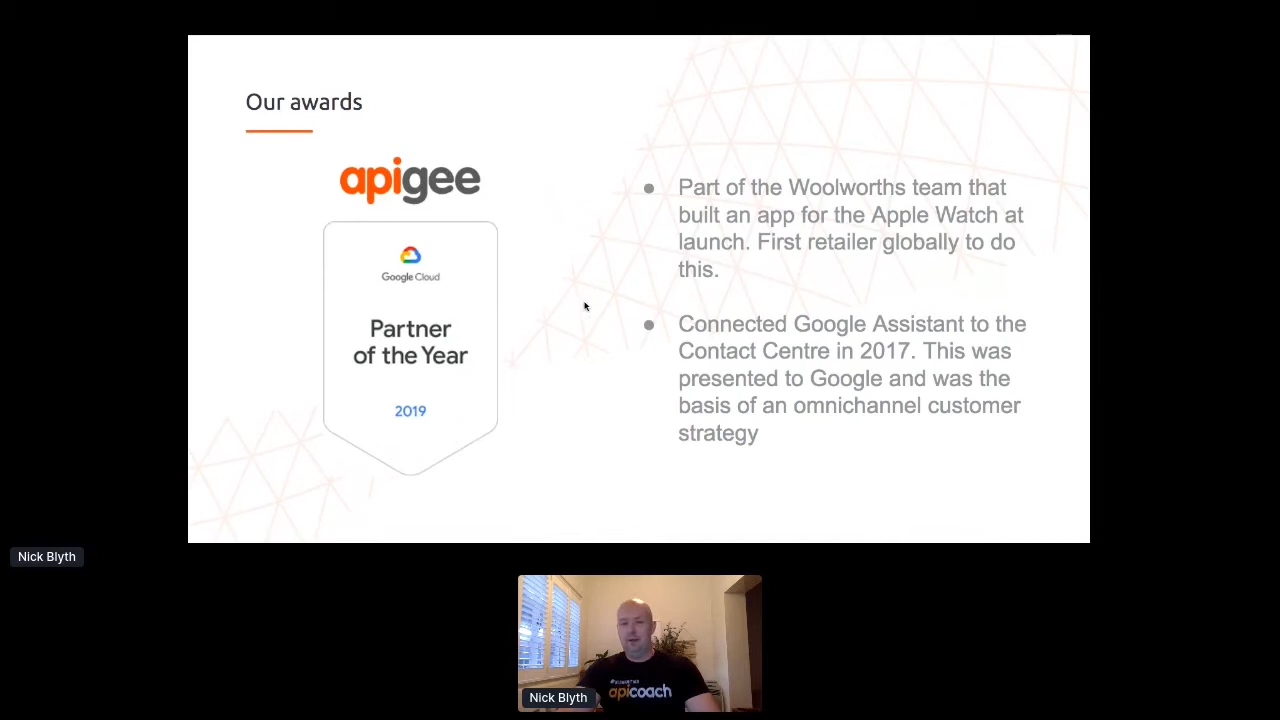 Our awards
apigee
Google Cloud
Partner
of the Year
2019
● Part of the Woolworths team that
built an app for the Apple Watch at
launch. First retailer globally to do
this.
● Connected Google Assistant to the
Contact Centre in 2017. This was
presented to Google and was the
basis of an omnichannel customer
strategy
Nick Blyth
apicoach
Nick Blyth